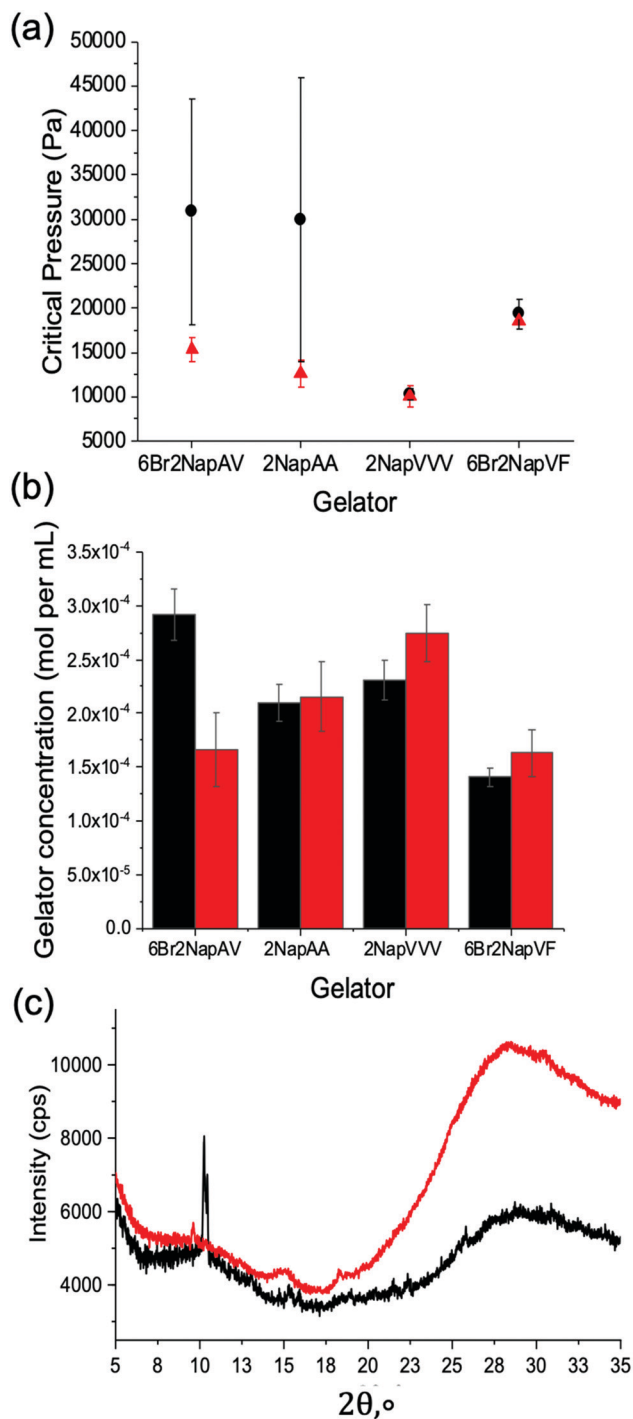 (a)
50000
45000
40000
35000
30000
25000
20000
15000
10000
5000
Critical Pressure (Pa)
6Br2NapAV 2NapAA 2NapVVV 6Br2NapVF
Gelator
(b)
3.5x10-4
3.0x10-4
2.5x10-4
2.0x10-4
1.5x10-4
1.0x10-4
5.0x10-5
0.0
Gelator concentration (mol per mL)
6Br2NapAV 2NapAA 2NapVVV 6Br2NapVF
Gelator
(c)
10000
8000
6000
4000
Intensity (cps)
5 8 10 13 15 18 20 23 25 28 30 33 35
2θ,∘